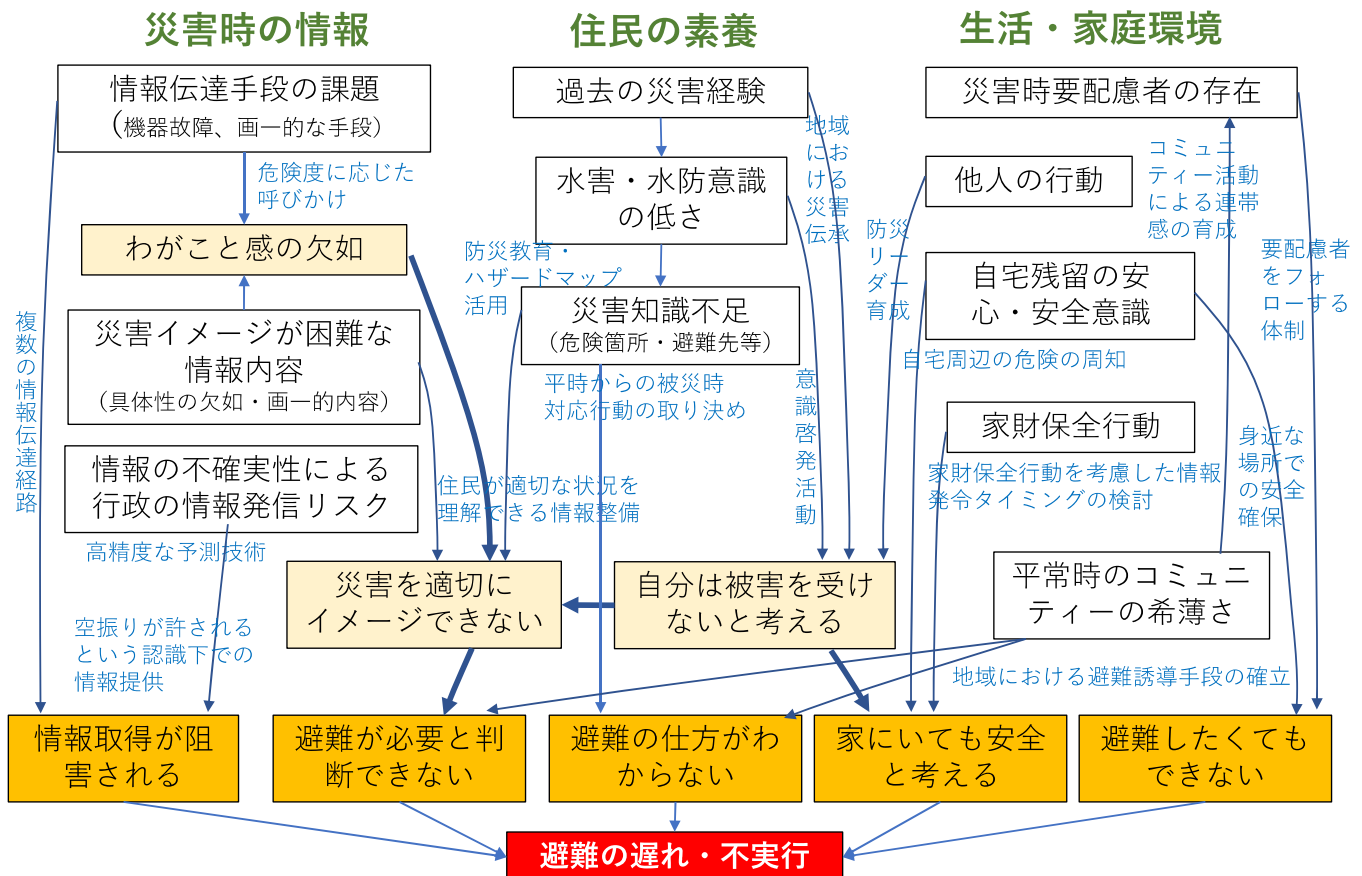 災害時の情報
住民の素養
生活・家庭環境
情報伝達手段の課題
（機器故障、画一的な手段）
危険度に応じた
呼びかけ
わがこと感の欠如
災害イメージが困難な
情報内容
（具体性の欠如・画一的内容）
複数の情報伝達経路
情報の不確実性による
行政の情報発信リスク
高精度な予測技術
空振りが許される
という認識下での
情報提供
住民が適切な状況を
理解できる情報整備
過去の災害経験
地域
にお
ける
災害
伝承
水害・水防意識
の低さ
防災教育・
ハザードマップ
活用
災害知識不足
（危険箇所・避難先等）
平時からの被災時
対応行動の取り決め
意識啓発活動
災害を適切に
イメージできない
自分は被害を受け
ないと考える
災害時要配慮者の存在
他人の行動
コミュニ
ティー活動
による連帯
感の育成
防災
リー
ダー
育成
要配慮者
をフォ
ローする
体制
自宅残留の安
心・安全意識
自宅周辺の危険の周知
家財保全行動
家財保全行動を考慮した情報
発令タイミングの検討
身近な
場所で
の安全
確保
平常時のコミュニ
ティーの希薄さ
地域における避難誘導手段の確立
情報取得が阻
害される
避難が必要と判
断できない
避難の仕方がわ
からない
家にいても安全
と考える
避難したくても
できない
避難の遅れ・不実行